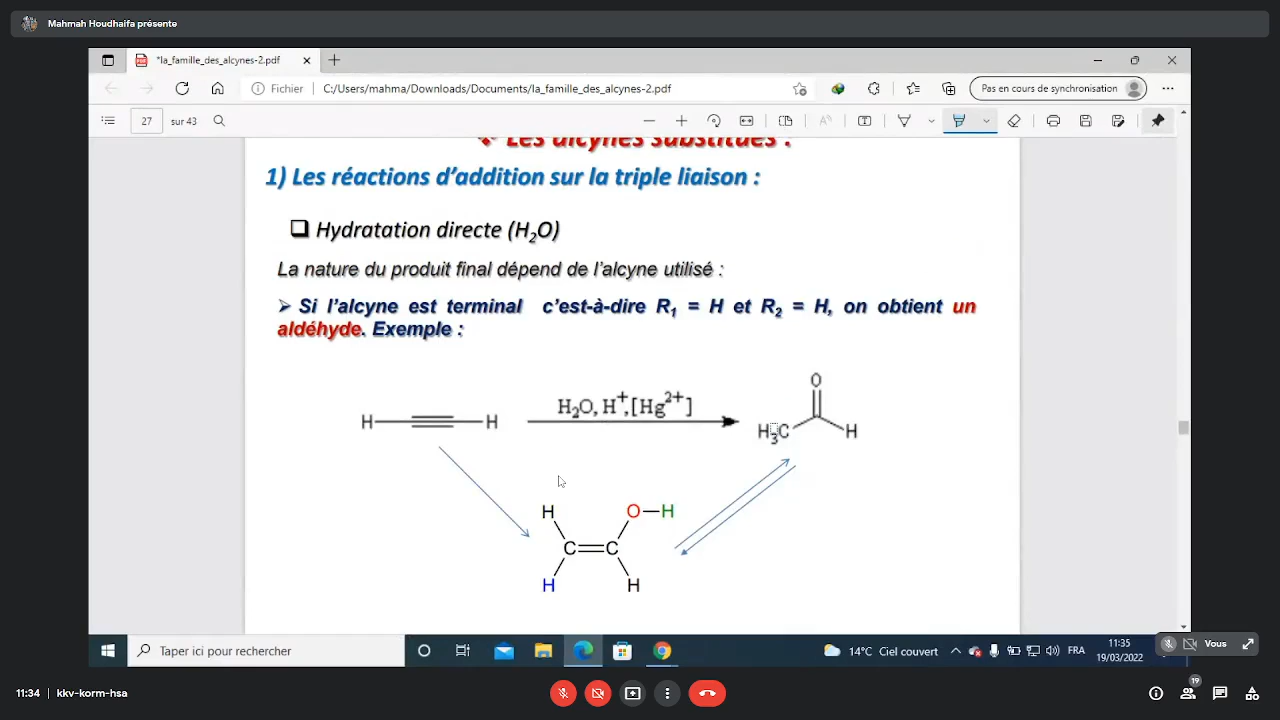 Mahmah Houdhaifa présente
*la_famille_des_alcynes-2.pdf
Fichier C:/Users/mahma/Downloads/Documents/la_famille_des_alcynes-2.pdf Pas en cours de synchronisation
27 sur 43
❖ Les alcynes substitués :
1) Les réactions d’addition sur la triple liaison :
❑ Hydratation directe (H₂O)
La nature du produit final dépend de l’alcyne utilisé :
➢ Si l’alcyne est terminal c’est-à-dire R₁ = H et R₂ = H, on obtient un
aldéhyde. Exemple :
O
H₂O, H⁺,[Hg²⁺]
H H H₃C H
H O H
C C
H H
Taper ici pour rechercher
14°C Ciel couvert FRA 11:35
19/03/2022
Vous
11:34 kkv-korm-hsa
19